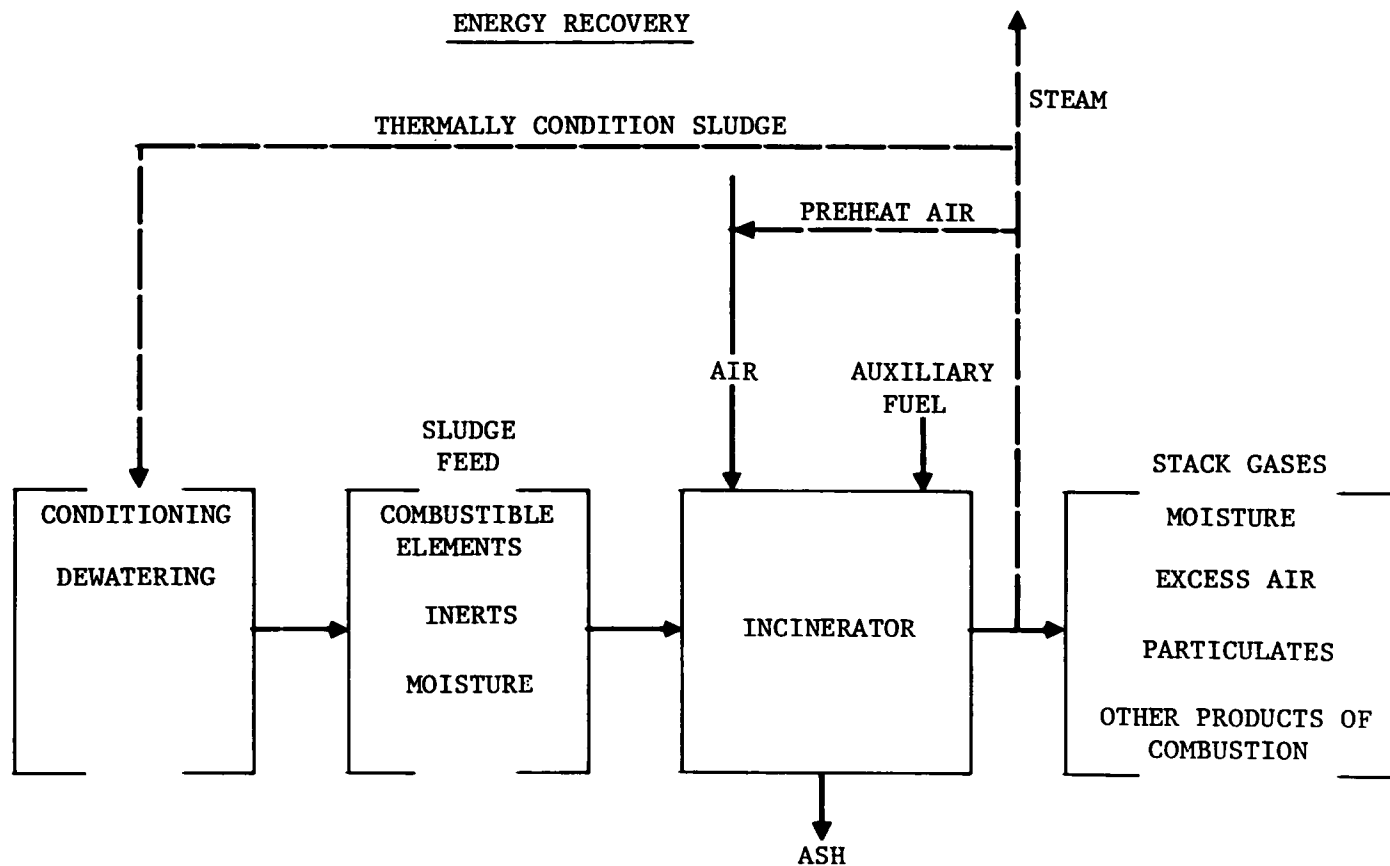 ENERGY RECOVERY
STEAM
THERMALLY CONDITION SLUDGE
PREHEAT AIR
AIR
AUXILIARY
FUEL
SLUDGE
FEED
STACK GASES
CONDITIONING
DEWATERING
COMBUSTIBLE
ELEMENTS
INERTS
MOISTURE
INCINERATOR
MOISTURE
EXCESS AIR
PARTICULATES
OTHER PRODUCTS OF
COMBUSTION
ASH